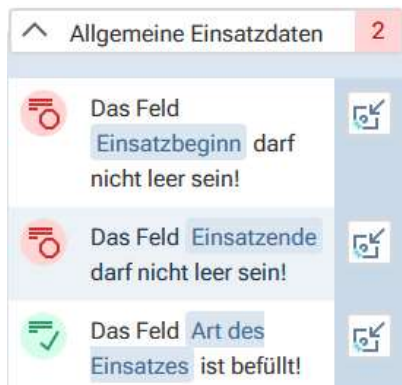 Allgemeine Einsatzdaten 2
Das Feld
Einsatzbeginn darf
nicht leer sein!
Das Feld Einsatzende
darf nicht leer sein!
Das Feld Art des
Einsatzes ist befüllt!